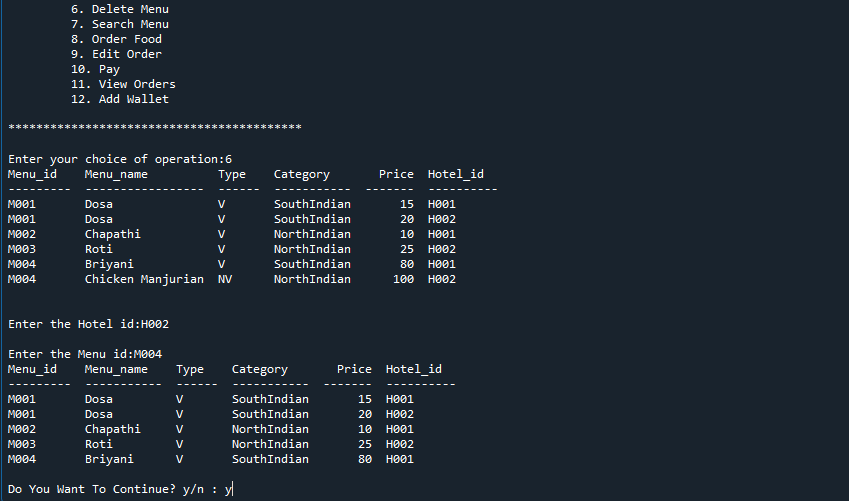 6. Delete Menu
7. Search Menu
8. Order Food
9. Edit Order
10. Pay
11. View Orders
12. Add Wallet
******************************************
Enter your choice of operation:6
Menu_id    Menu_name          Type    Category       Price  Hotel_id
---------  -----------------  ------  -----------  -------  ----------
M001       Dosa               V       SouthIndian       15  H001
M001       Dosa               V       SouthIndian       20  H002
M002       Chapathi           V       NorthIndian       10  H001
M003       Roti               V       NorthIndian       25  H002
M004       Briyani            V       SouthIndian       80  H001
M004       Chicken Manjurian  NV      NorthIndian      100  H002
Enter the Hotel id:H002
Enter the Menu id:M004
Menu_id    Menu_name    Type    Category       Price  Hotel_id
---------  -----------  ------  -----------  -------  ----------
M001       Dosa         V       SouthIndian       15  H001
M001       Dosa         V       SouthIndian       20  H002
M002       Chapathi     V       NorthIndian       10  H001
M003       Roti         V       NorthIndian       25  H002
M004       Briyani      V       SouthIndian       80  H001
Do You Want To Continue? y/n : y